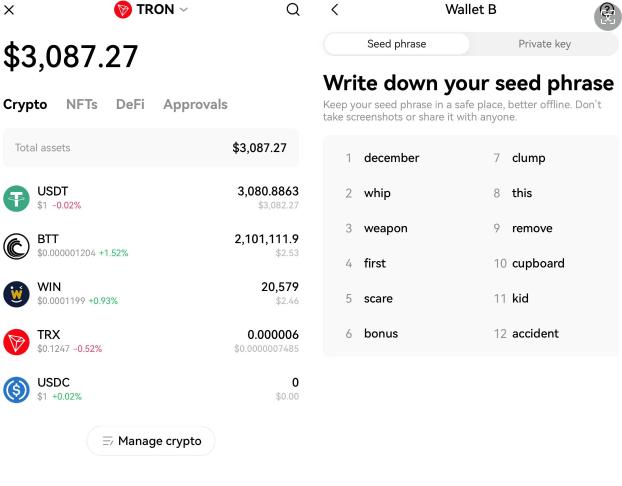 TRON
$3,087.27
Crypto NFTs DeFi Approvals
Total assets $3,087.27
USDT 3,080.8863
$1 -0.02% $3,082.27
BTT 2,101,111.9
$0.000001204 +1.52% $2.53
WIN 20,579
$0.0001199 +0.93% $2.46
TRX 0.000006
$0.1247 -0.52% $0.0000007485
USDC 0
$1 +0.02% $0.00
Manage crypto
Wallet B
Seed phrase Private key
Write down your seed phrase
Keep your seed phrase in a safe place, better offline. Don't
take screenshots or share it with anyone.
1 december 7 clump
2 whip 8 this
3 weapon 9 remove
4 first 10 cupboard
5 scare 11 kid
6 bonus 12 accident